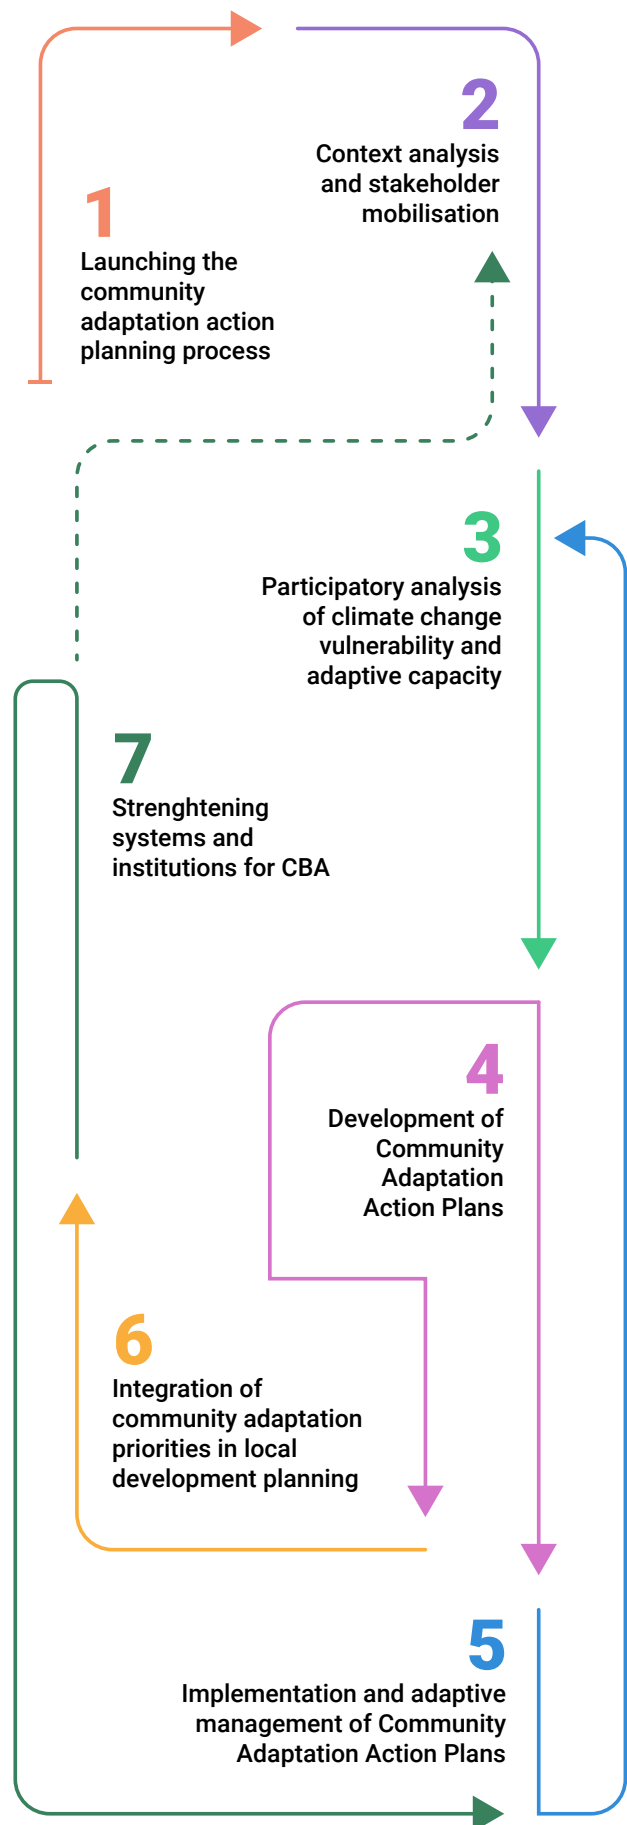 1
Launching the
community
adaptation action
planning process
2
Context analysis
and stakeholder
mobilisation
3
Participatory analysis
of climate change
vulnerability and
adaptive capacity
7
Strenghtening
systems and
institutions for CBA
4
Development of
Community
Adaptation
Action Plans
6
Integration of
community adaptation
priorities in local
development planning
5
Implementation and adaptive
management of Community
Adaptation Action Plans